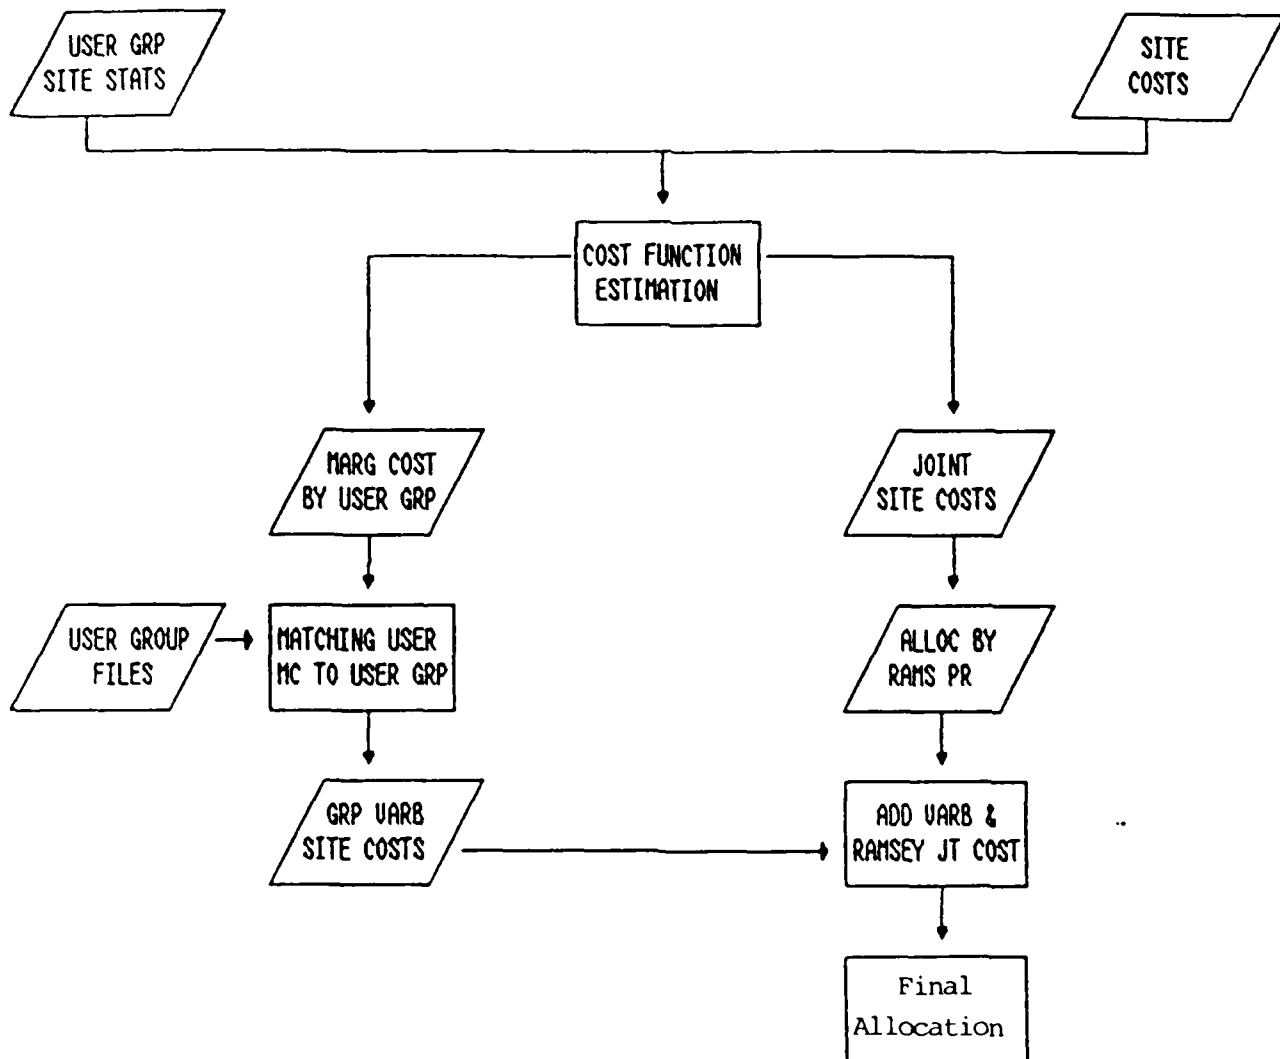 USER GRP
SITE STATS
SITE
COSTS
COST FUNCTION
ESTIMATION
MARG COST
BY USER GRP
JOINT
SITE COSTS
USER GROUP
FILES
MATCHING USER
MC TO USER GRP
ALLOC BY
RAMS PR
GRP VARB
SITE COSTS
ADD VARB &
RAMSEY JT COST
Final
Allocation